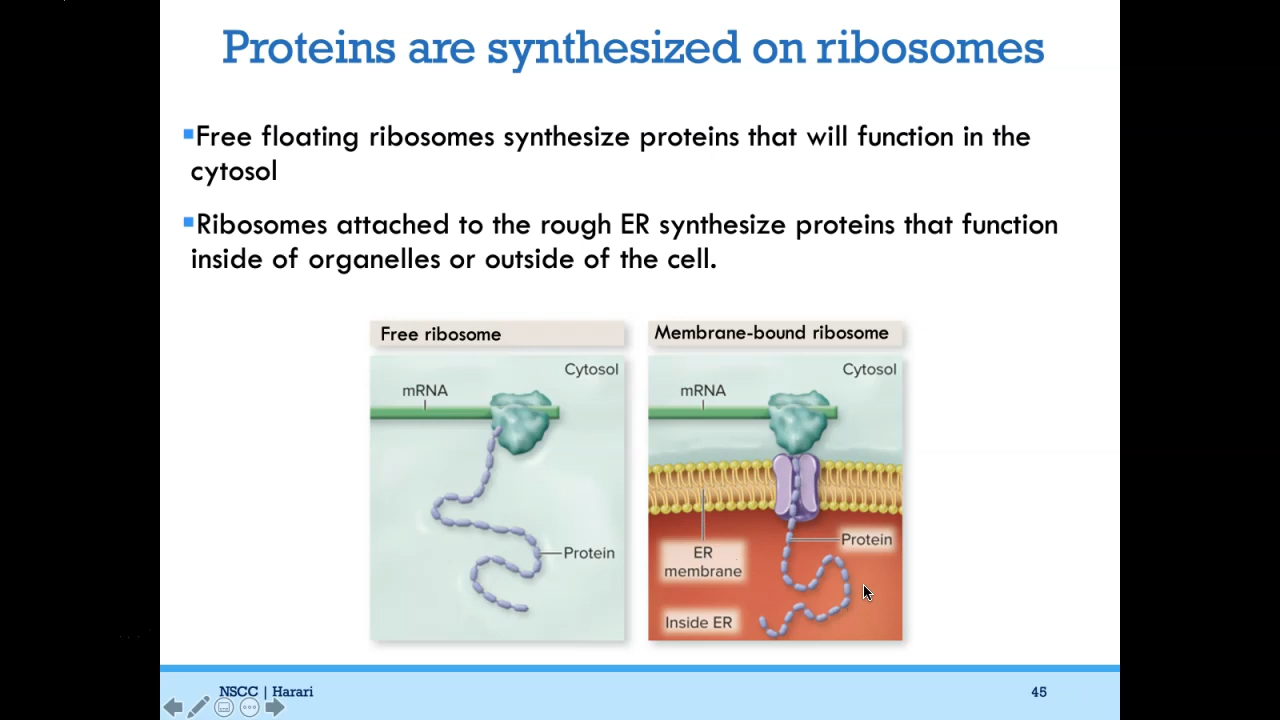 Proteins are synthesized on ribosomes
Free floating ribosomes synthesize proteins that will function in the
cytosol
Ribosomes attached to the rough ER synthesize proteins that function
inside of organelles or outside of the cell.
Free ribosome
Cytosol
mRNA
Protein
Membrane-bound ribosome
Cytosol
mRNA
Protein
ER
membrane
Inside ER
NSCC | Harari
45